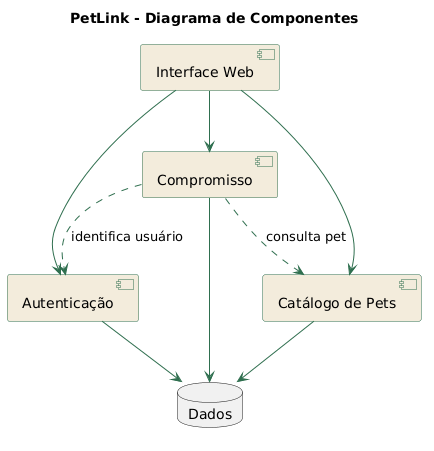 PetLink - Diagrama de Componentes
Interface Web
Compromisso
identifica usuário
consulta pet
Autenticação
Catálogo de Pets
Dados